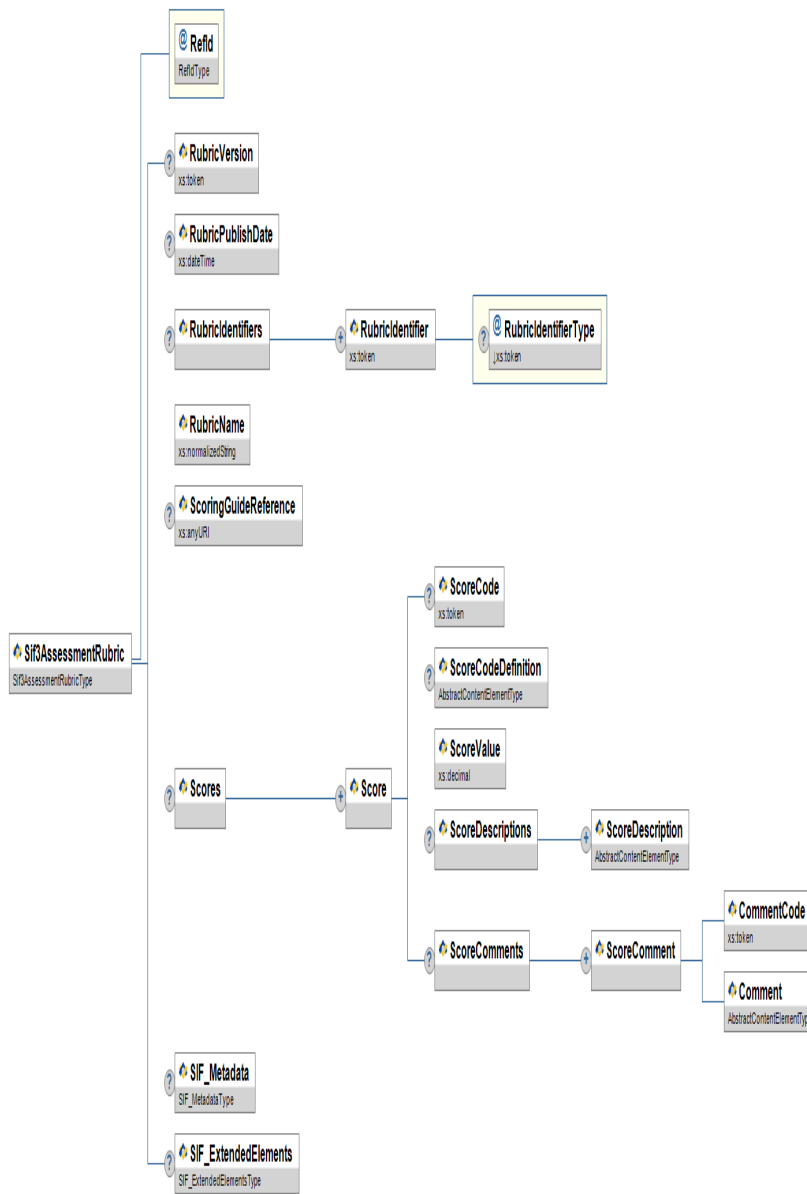 @ RefId
RefIdType
? RubricVersion
xs:token
? RubricPublishDate
xs:dateTime
? RubricIdentifiers
+ RubricIdentifier
xs:token
? @ RubricIdentifierType
xs:token
RubricName
xs:normalizedString
? ScoringGuideReference
xs:anyURI
Sif3AssessmentRubric
Sif3AssessmentRubricType
? Scores
+ Score
? ScoreCode
xs:token
? ScoreCodeDefinition
AbstractContentElementType
ScoreValue
xs:decimal
? ScoreDescriptions
+ ScoreDescription
AbstractContentElementType
? ScoreComments
+ ScoreComment
CommentCode
xs:token
Comment
AbstractContentElementTyp
? SIF_Metadata
SIF_MetadataType
? SIF_ExtendedElements
SIF_ExtendedElementsType